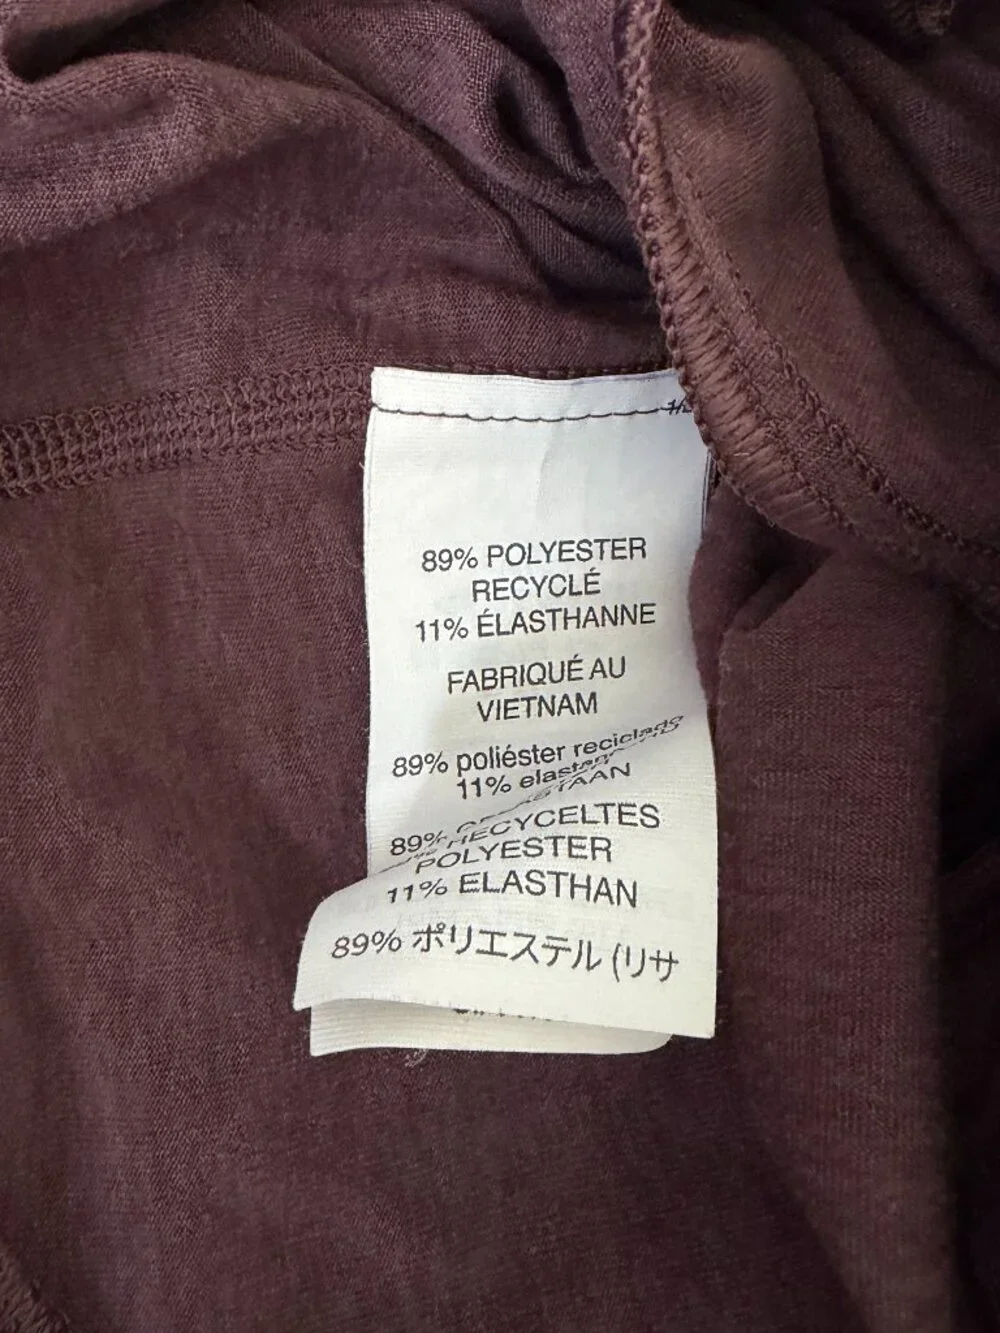 89% POLYESTER
RECYCLÉ
11% ÉLASTHANNE
FABRIQUÉ AU
VIETNAM
89% poliéster reciclado
11%
89% RECYCELTES
POLYESTER
11% ELASTHAN
89% ポリエステル (リサ